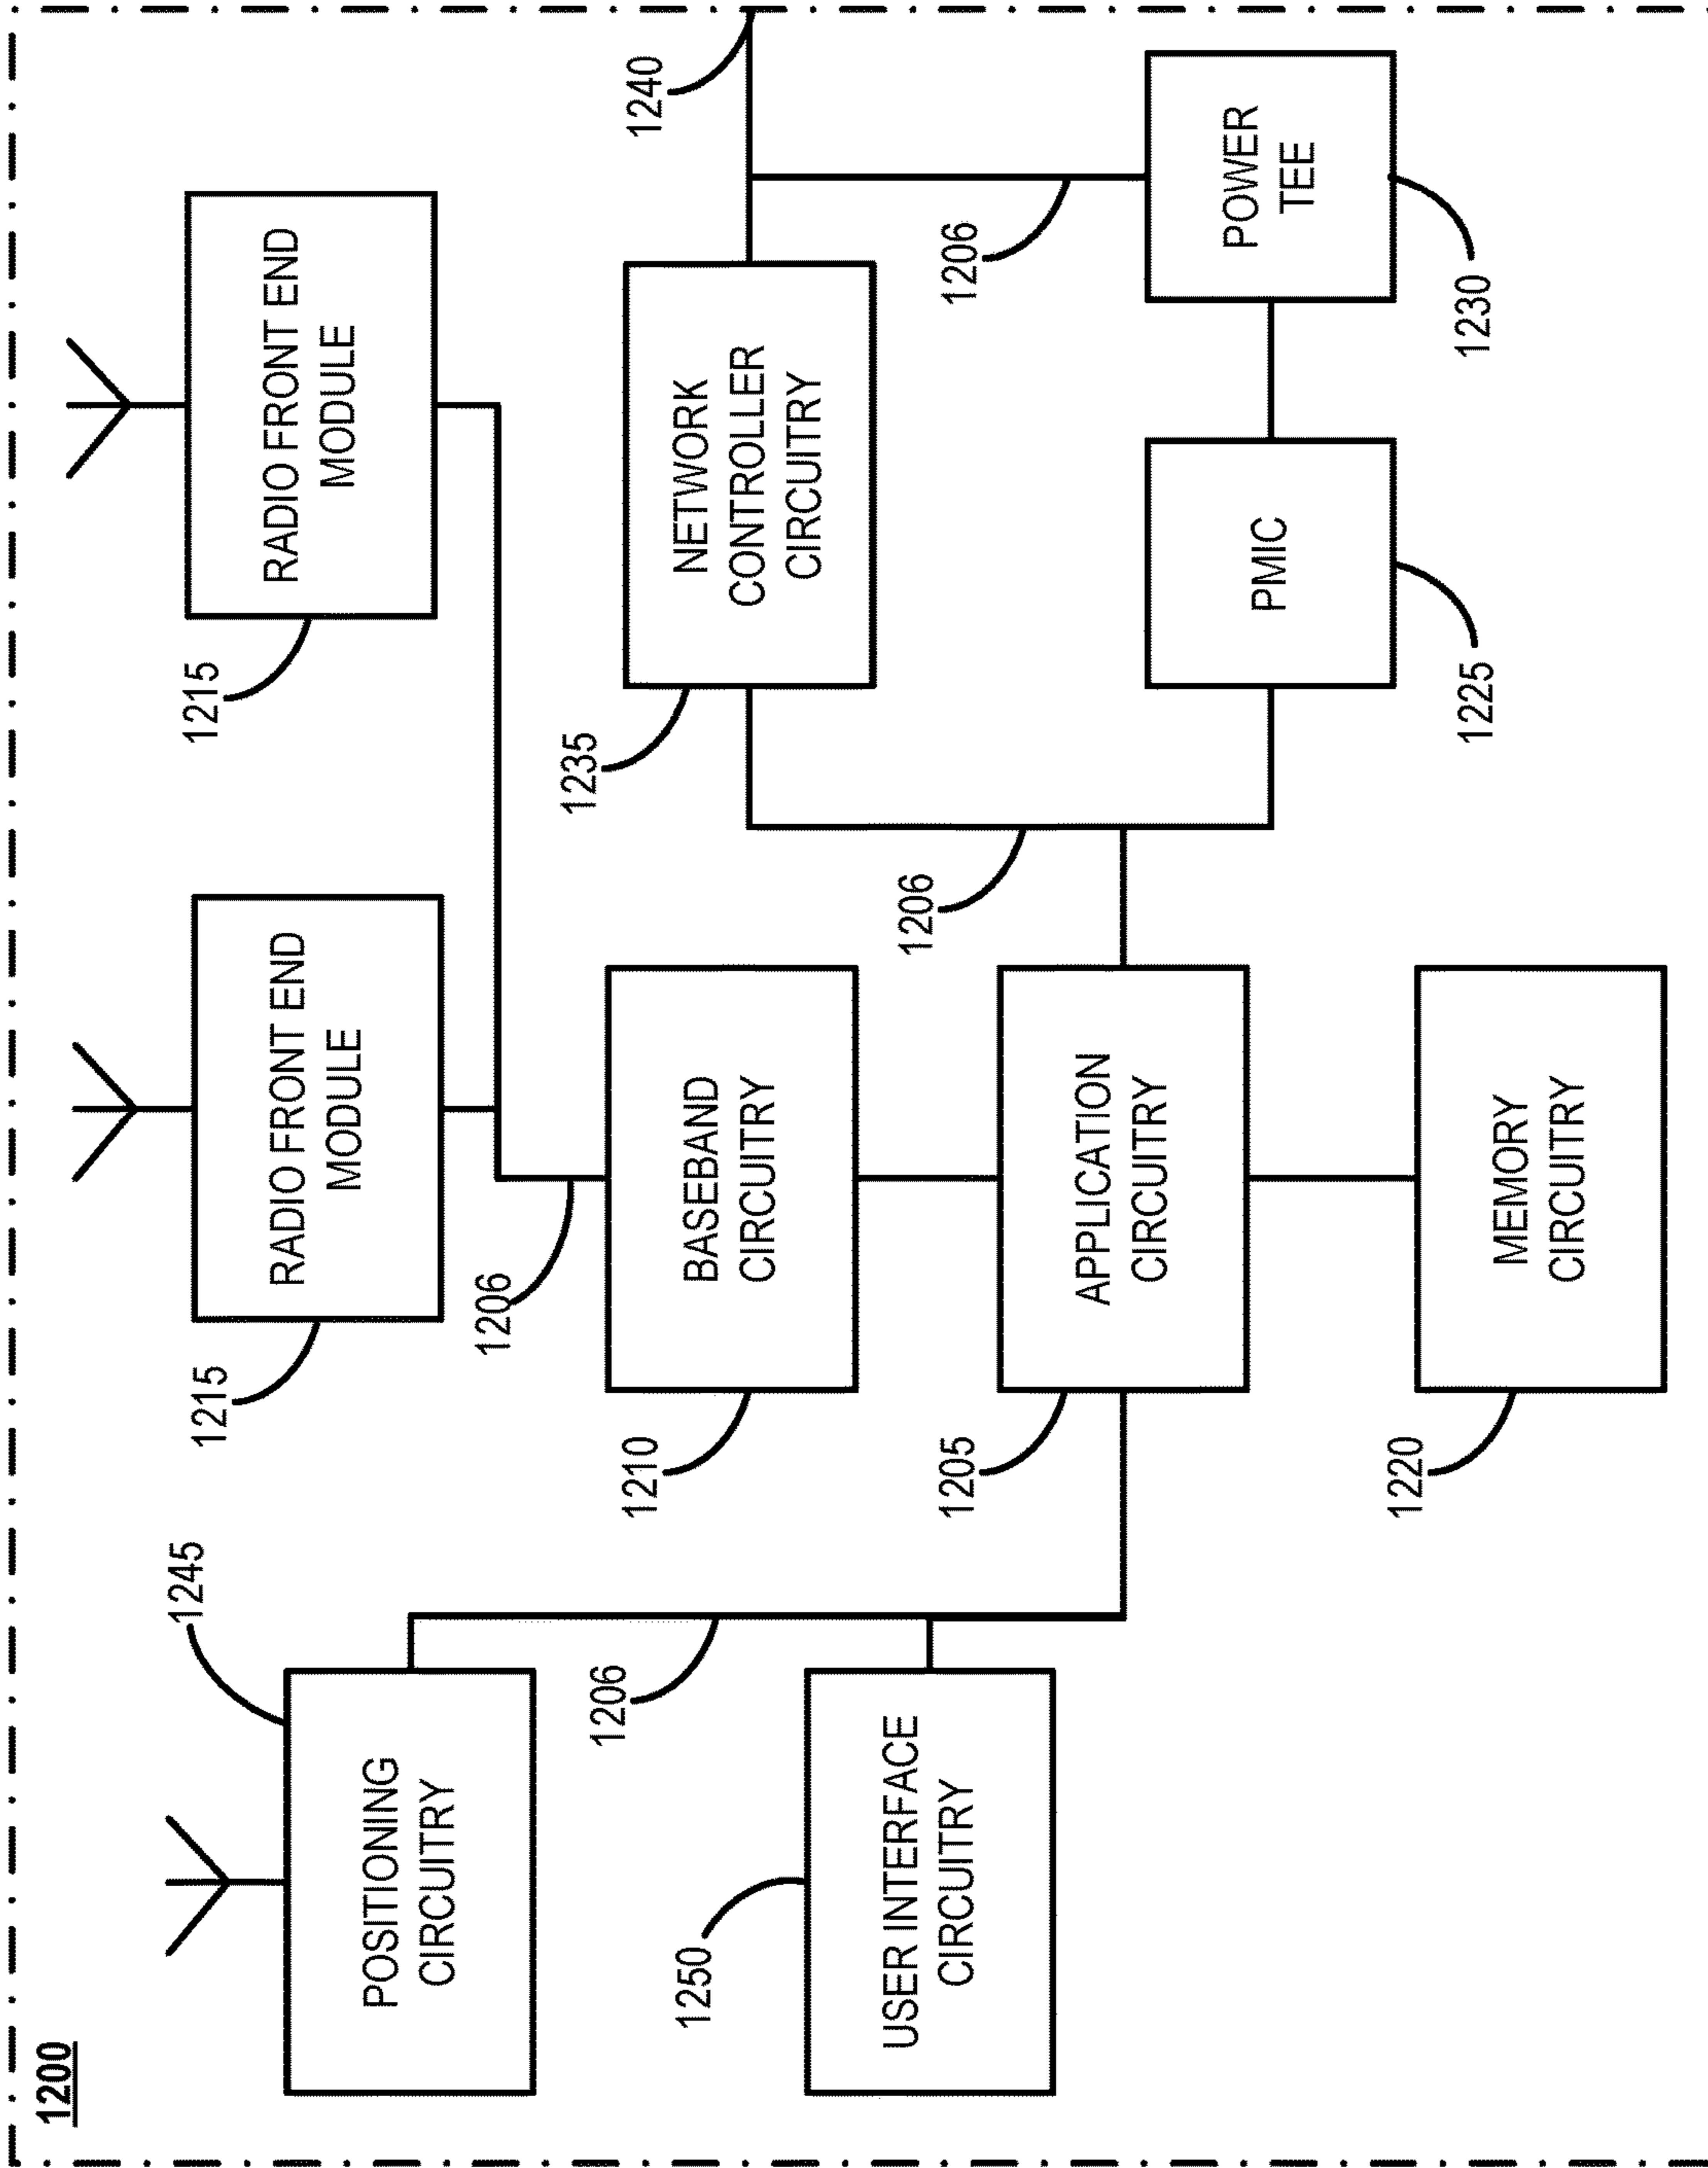 1200
POSITIONING
CIRCUITRY
1245
USER INTERFACE
CIRCUITRY
1250
1206
RADIO FRONT END
MODULE
1215
1206
BASEBAND
CIRCUITRY
1210
APPLICATION
CIRCUITRY
1205
MEMORY
CIRCUITRY
1220
RADIO FRONT END
MODULE
1215
NETWORK
CONTROLLER
CIRCUITRY
1235
1206
PMIC
1225
1240
1206
POWER
TEE
1230